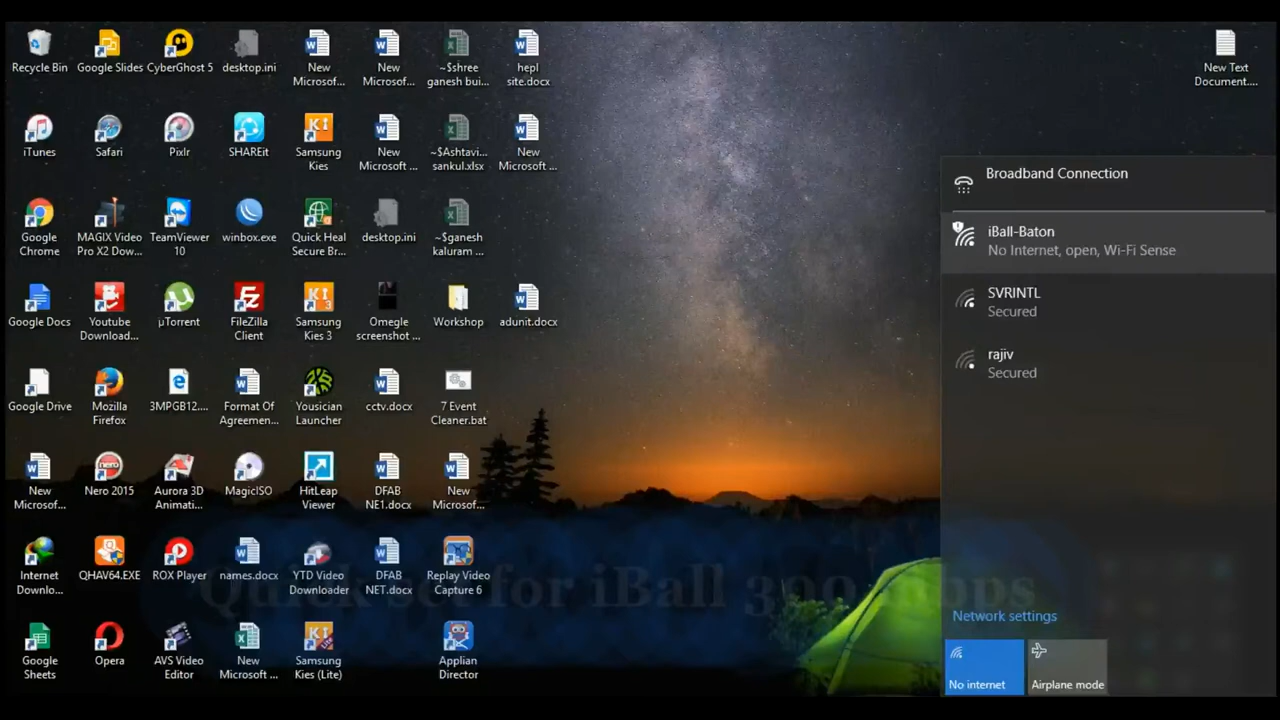 Recycle Bin
Google Slides
CyberGhost 5
desktop.ini
New
Microsof...
New
Microsof...
~$shree
ganesh bui...
hepl
site.docx
New Text
Document....
iTunes
Safari
Pixlr
SHAREit
Samsung
Kies
New
Microsoft ...
~$Ashtavi...
sankul.xlsx
New
Microsoft ...
Google
Chrome
MAGIX Video
Pro X2 Dow...
TeamViewer
10
winbox.exe
Quick Heal
Secure Br...
desktop.ini
~$ganesh
kaluram ...
Google Docs
Youtube
Download...
µTorrent
FileZilla
Client
Samsung
Kies 3
Omegle
screenshot ...
Workshop
adunit.docx
Google Drive
Mozilla
Firefox
3MPGB12....
Format Of
Agreemen...
Yousician
Launcher
cctv.docx
7 Event
Cleaner.bat
New
Microsof...
Nero 2015
Aurora 3D
Animati...
MagicISO
HitLeap
Viewer
DFAB
NE1.docx
New
Microsof...
Internet
Downlo...
QHAV64.EXE
ROX Player
names.docx
YTD Video
Downloader
DFAB
NET.docx
Replay Video
Capture 6
Google
Sheets
Opera
AVS Video
Editor
New
Microsoft ...
Samsung
Kies (Lite)
Applian
Director
Broadband Connection
iBall-Baton
No Internet, open, Wi-Fi Sense
SVRINTL
Secured
rajiv
Secured
Quick set for iBall 300 mbps
Network settings
No internet
Airplane mode